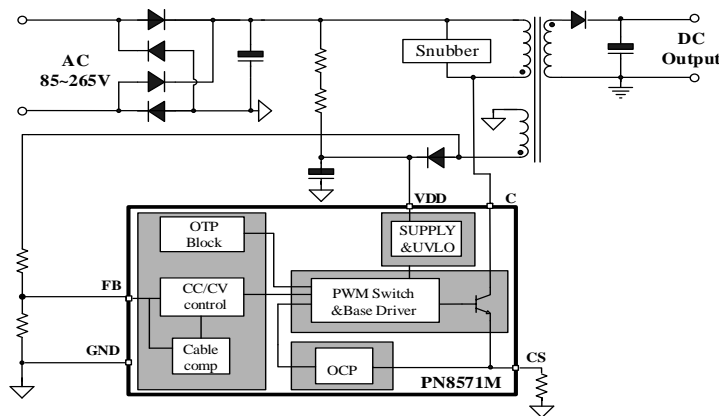 AC
85~265V
Snubber
DC
Output
VDD
C
OTP
Block
SUPPLY
&UVLO
FB
CC/CV
control
PWM Switch
&Base Driver
Cable
comp
GND
OCP
CS
PN8571M